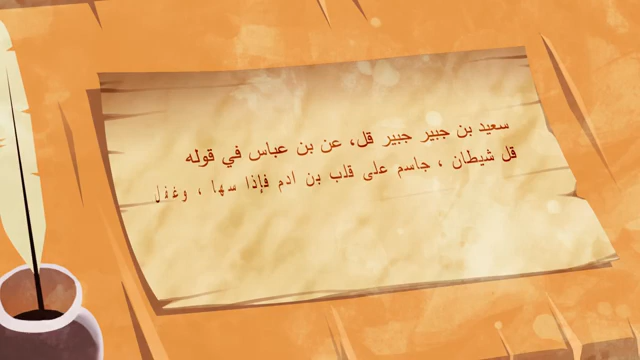 سعيد بن جبير جبير قل، عن بن عباس في قوله
قل شيطان ، جاسم على قلب بن ادم فإذا سها ، وغفل